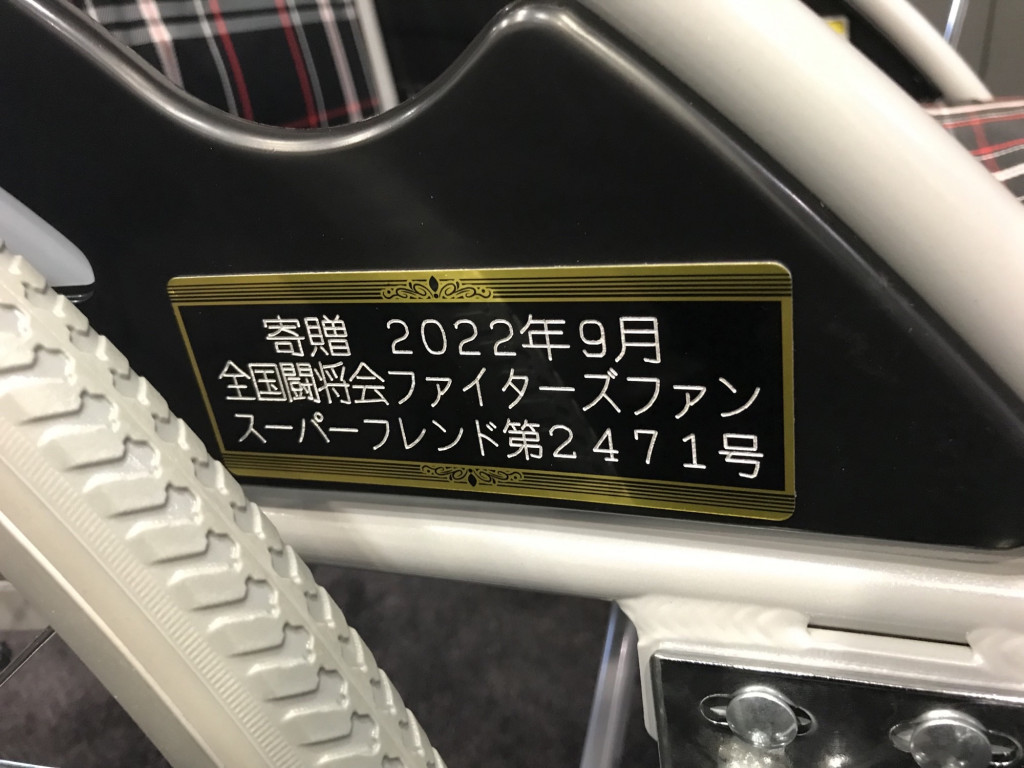 寄贈　２０２２年９月
全国闘将会ファイターズファン
スーパーフレンド第２４７１号